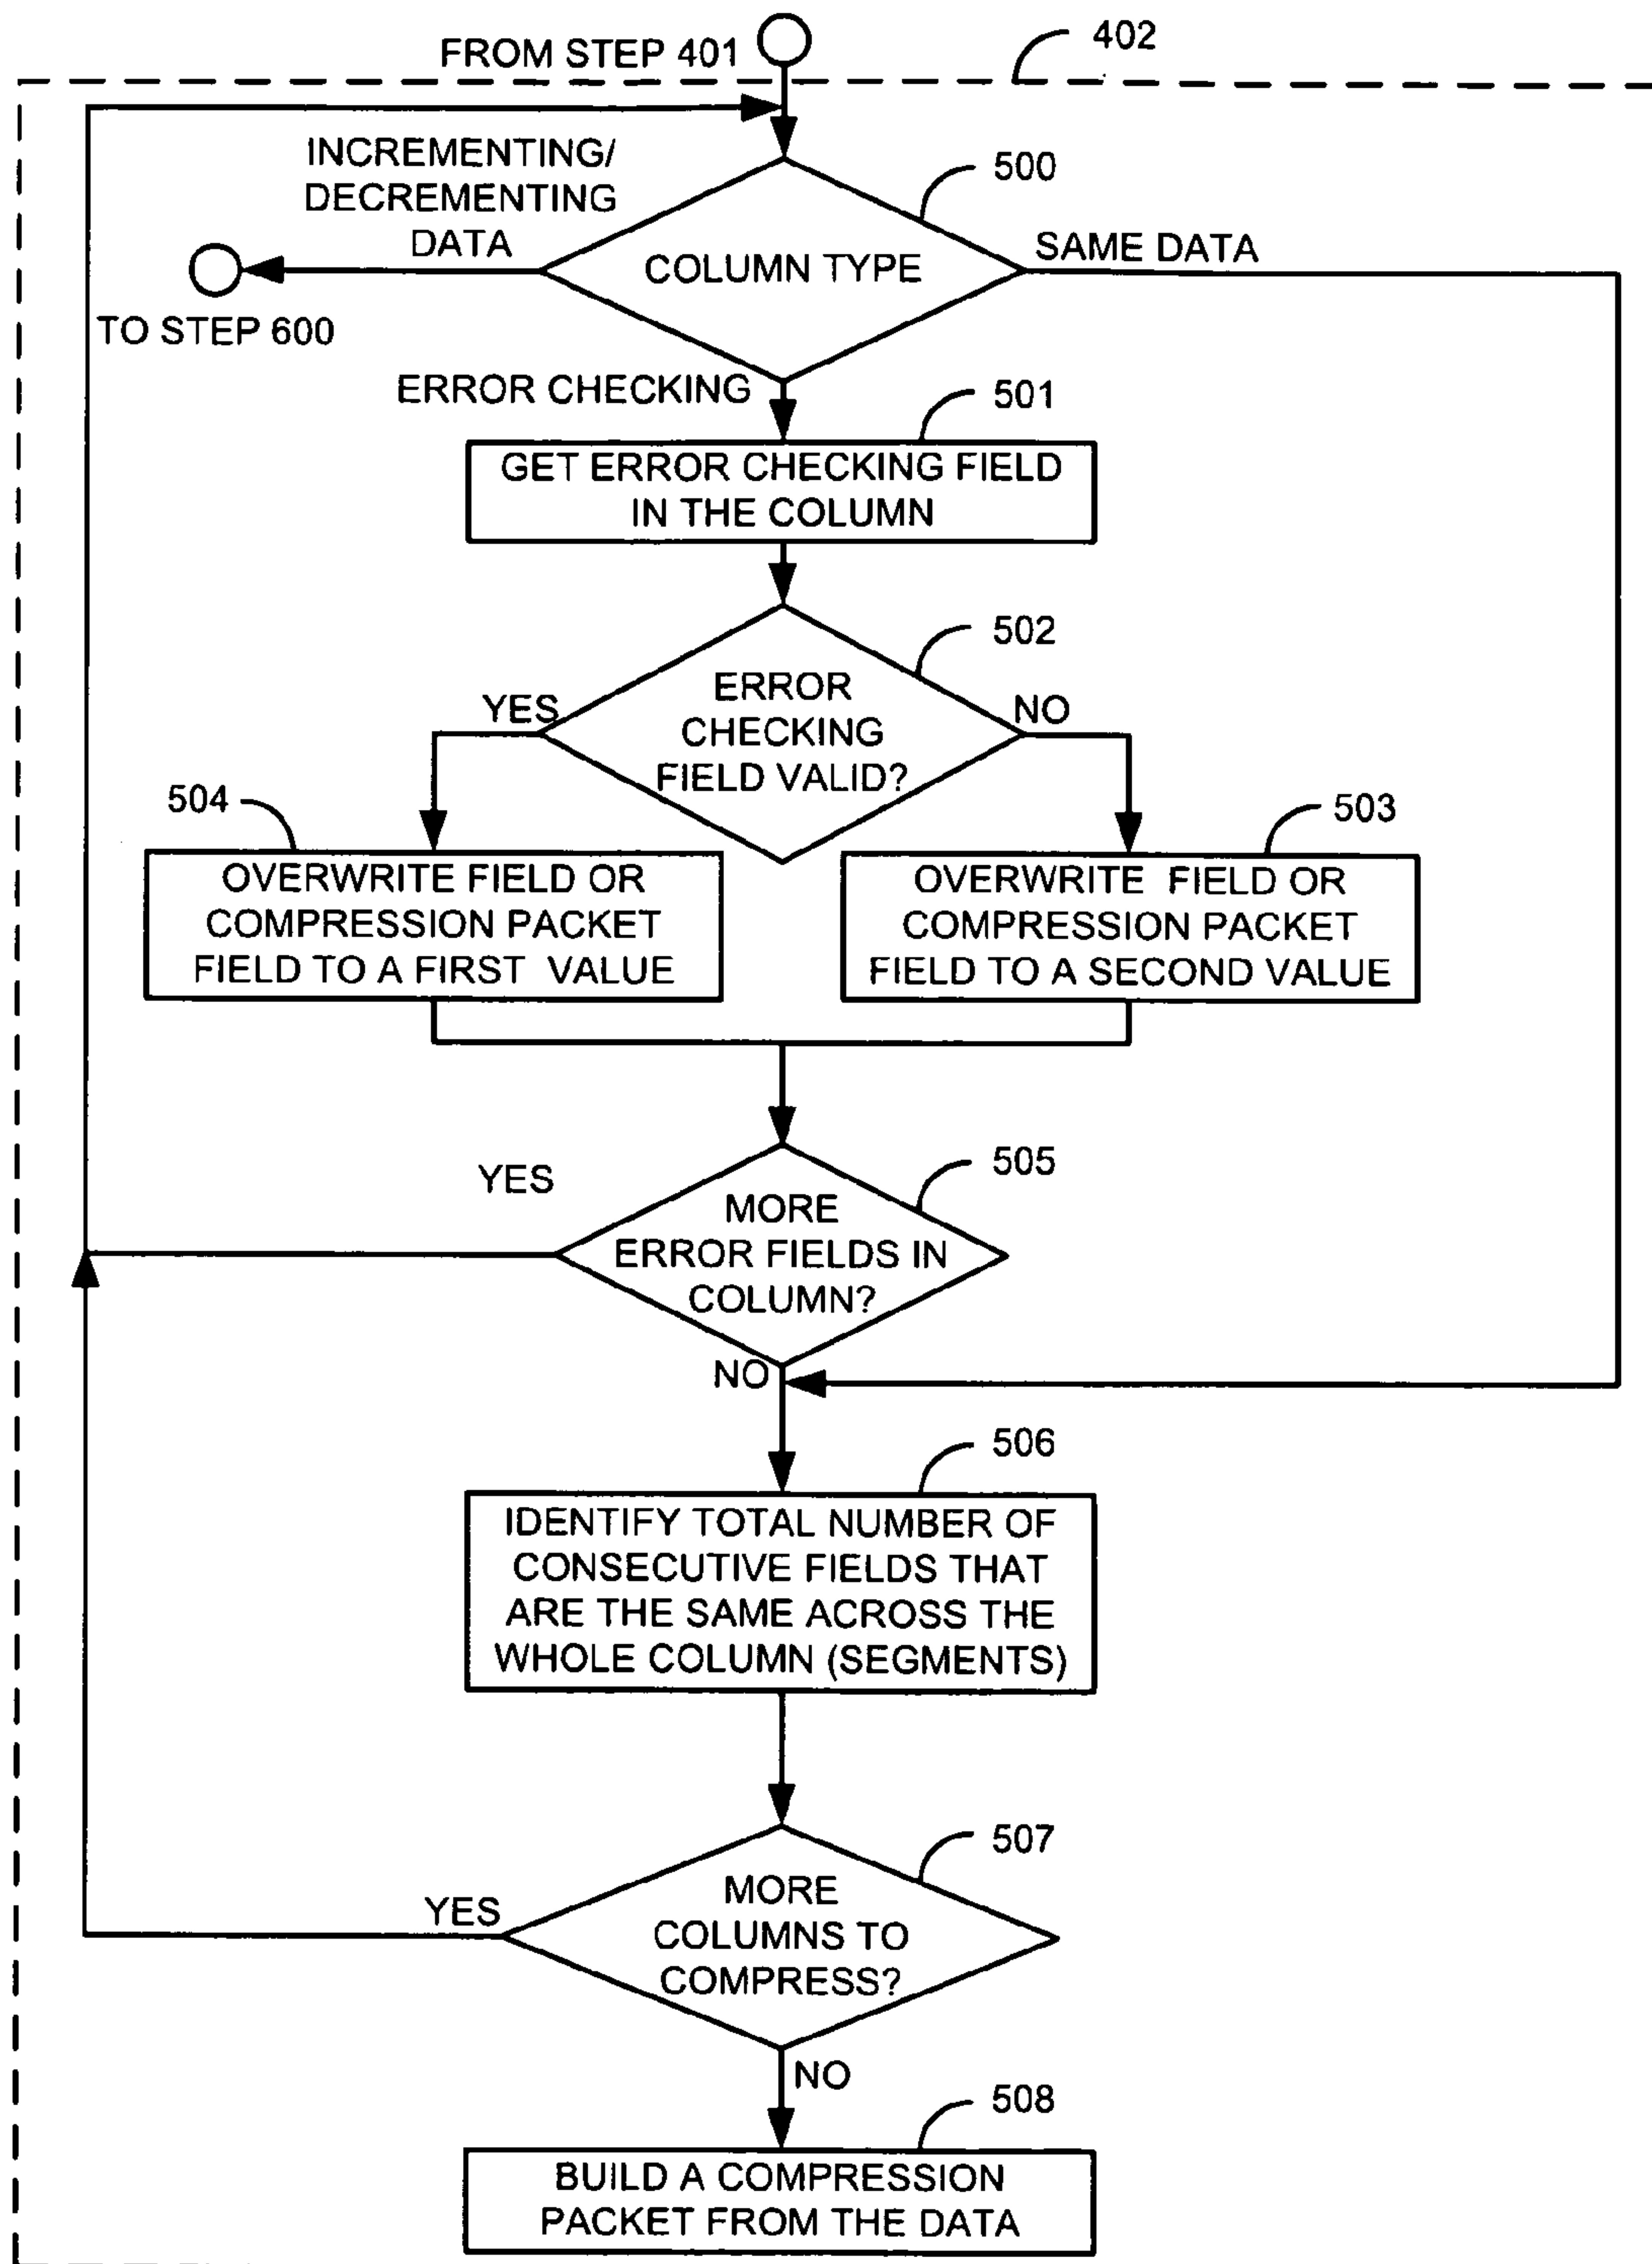 FROM STEP 401
402
INCREMENTING/
DECREMENTING
DATA
500
COLUMN TYPE
SAME DATA
TO STEP 600
ERROR CHECKING
501
GET ERROR CHECKING FIELD
IN THE COLUMN
502
ERROR
CHECKING
FIELD VALID?
YES
NO
504
503
OVERWRITE FIELD OR
COMPRESSION PACKET
FIELD TO A FIRST VALUE
OVERWRITE FIELD OR
COMPRESSION PACKET
FIELD TO A SECOND VALUE
505
YES
MORE
ERROR FIELDS IN
COLUMN?
NO
506
IDENTIFY TOTAL NUMBER OF
CONSECUTIVE FIELDS THAT
ARE THE SAME ACROSS THE
WHOLE COLUMN (SEGMENTS)
507
YES
MORE
COLUMNS TO
COMPRESS?
NO
508
BUILD A COMPRESSION
PACKET FROM THE DATA